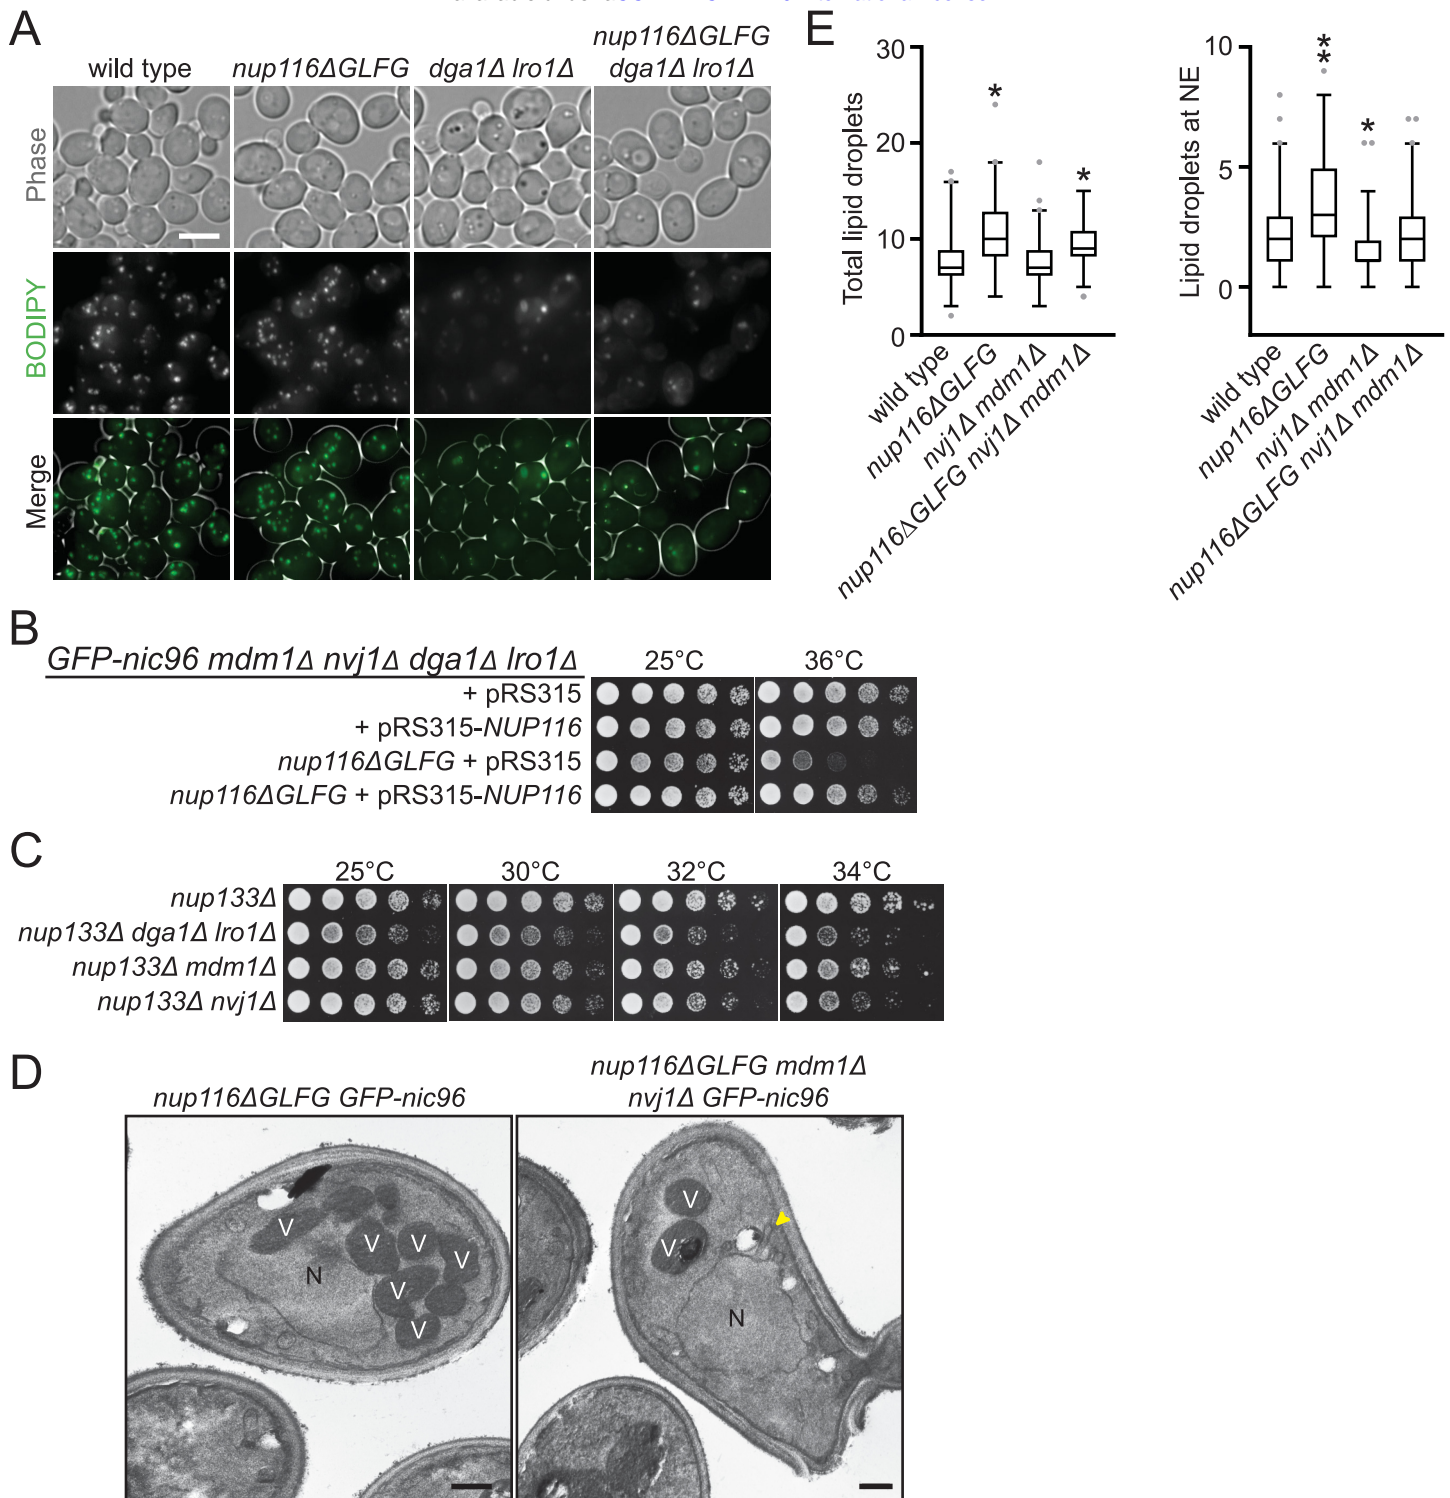 A
wild type
nup116ΔGLFG
dga1Δ lro1Δ
nup116ΔGLFG
dga1Δ lro1Δ
Phase
BODIPY
Merge
B
GFP-nic96 mdm1Δ nvj1Δ dga1Δ lro1Δ
25°C
36°C
+ pRS315
+ pRS315-NUP116
nup116ΔGLFG + pRS315
nup116ΔGLFG + pRS315-NUP116
C
25°C
30°C
32°C
34°C
nup133Δ
nup133Δ dga1Δ lro1Δ
nup133Δ mdm1Δ
nup133Δ nvj1Δ
D
nup116ΔGLFG GFP-nic96
nup116ΔGLFG mdm1Δ
nvj1Δ GFP-nic96
V
V
V
V
V
V
N
V
V
N
E
Total lipid droplets
30
20
10
0
*
*
wild type
nup116ΔGLFG
nvj1Δ mdm1Δ
nup116ΔGLFG nvj1Δ mdm1Δ
Lipid droplets at NE
10
5
0
*
*
*
wild type
nup116ΔGLFG
nvj1Δ mdm1Δ
nup116ΔGLFG nvj1Δ mdm1Δ